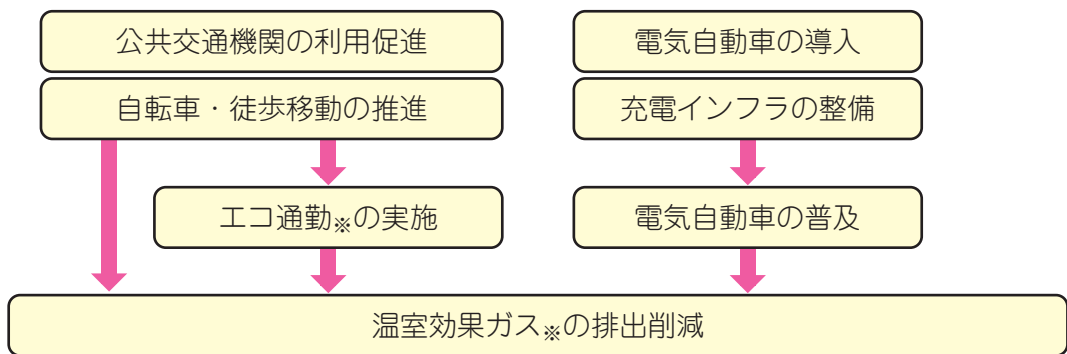 公共交通機関の利用促進
電気自動車の導入
自転車・徒歩移動の推進
充電インフラの整備
エコ通勤※の実施
電気自動車の普及
温室効果ガス※の排出削減